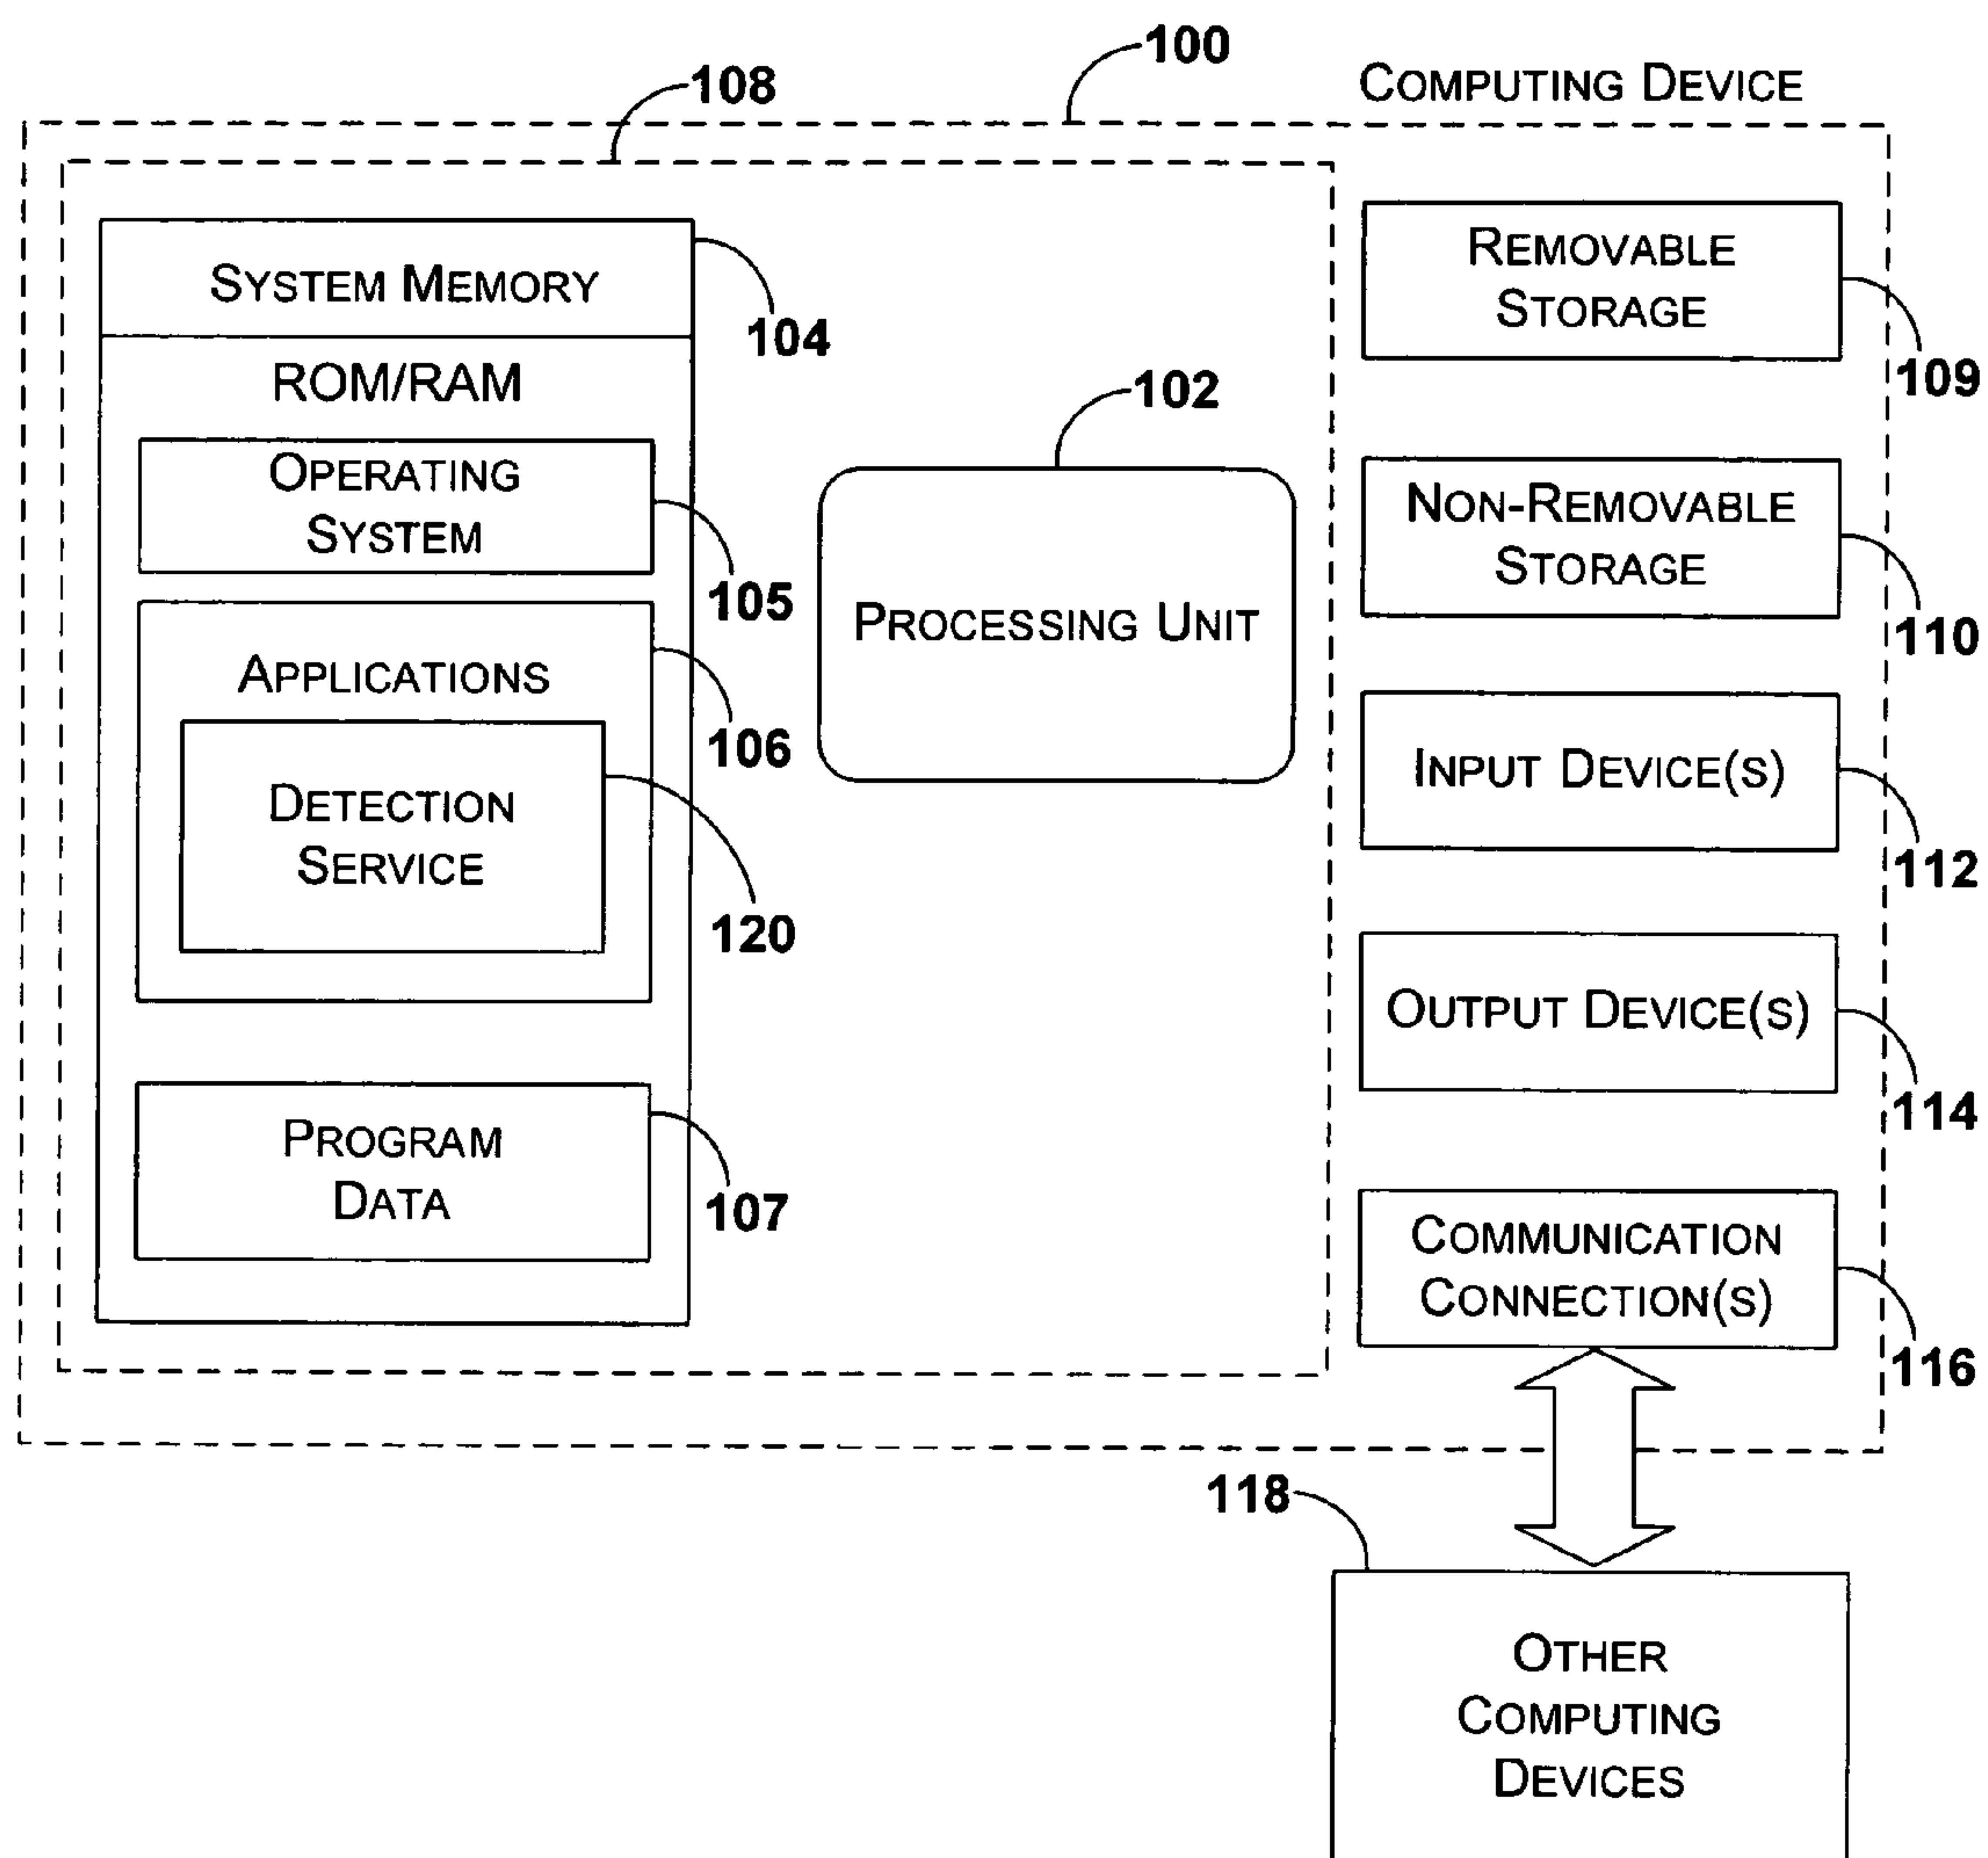 100
108
COMPUTING DEVICE
SYSTEM MEMORY
104
ROM/RAM
OPERATING
SYSTEM
105
APPLICATIONS
106
DETECTION
SERVICE
120
PROGRAM
DATA
107
102
PROCESSING UNIT
REMOVABLE
STORAGE
109
NON-REMOVABLE
STORAGE
110
INPUT DEVICE(S)
112
OUTPUT DEVICE(S)
114
COMMUNICATION
CONNECTION(S)
116
118
OTHER
COMPUTING
DEVICES